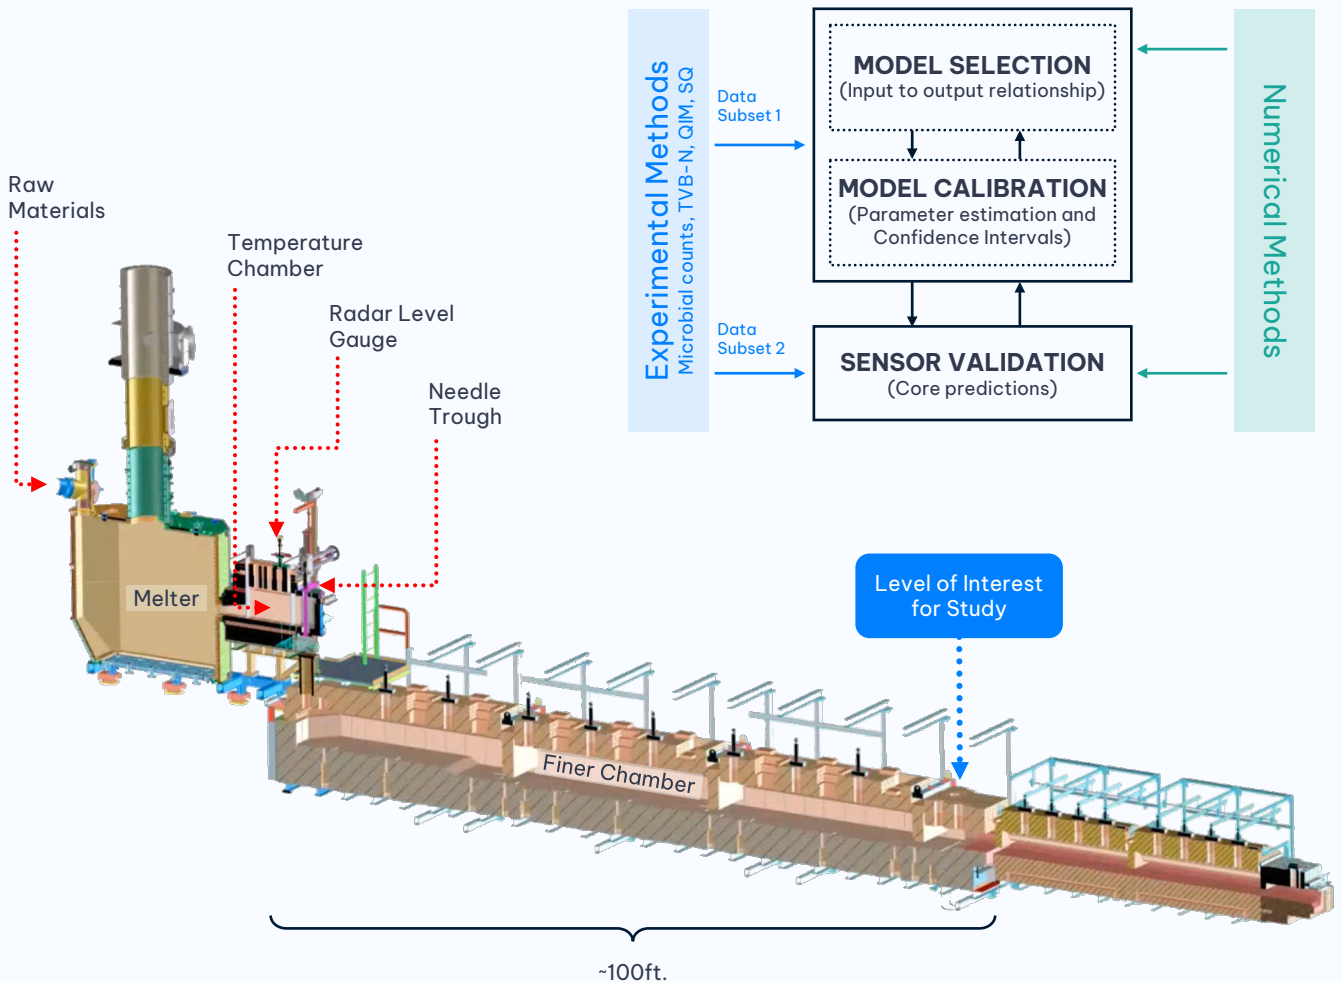 Experimental Methods
Microbial counts, TVB-N, QIM, SQ
Data
Subset 1
MODEL SELECTION
(Input to output relationship)
MODEL CALIBRATION
(Parameter estimation and
Confidence Intervals)
Data
Subset 2
SENSOR VALIDATION
(Core predictions)
Numerical Methods
Raw
Materials
Temperature
Chamber
Radar Level
Gauge
Needle
Trough
Melter
Level of Interest
for Study
Finer Chamber
~100ft.